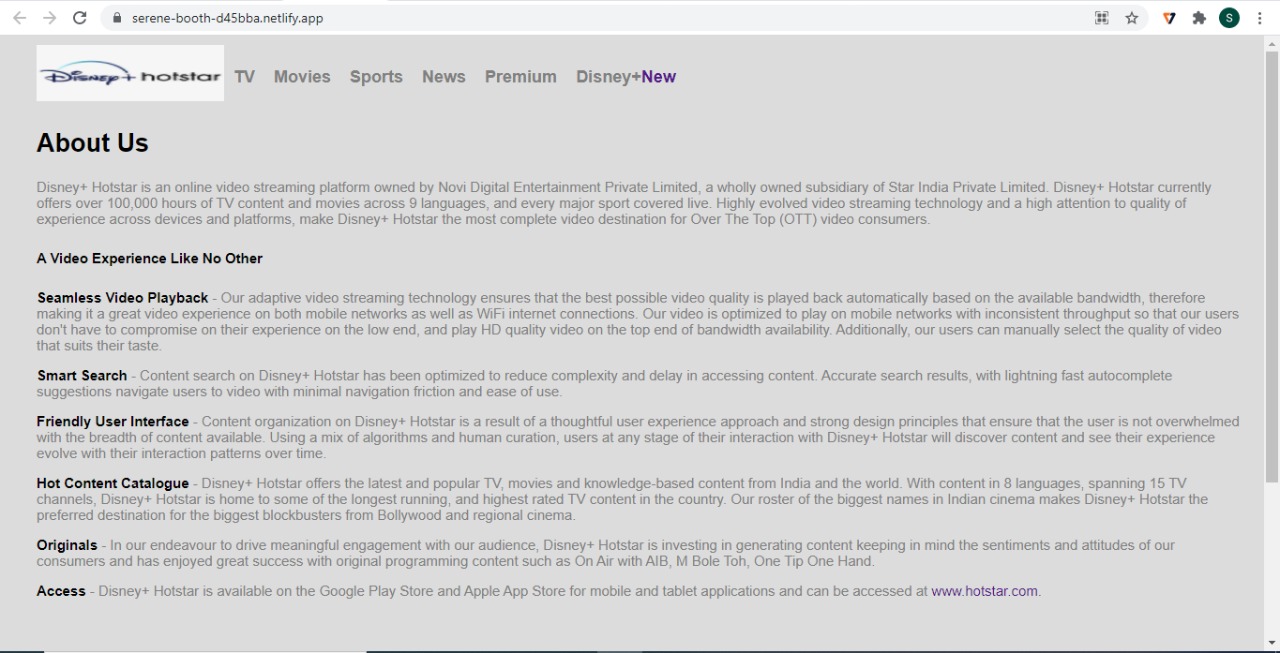 serene-booth-d45bba.netlify.app
S
Disney+ hotstar TV Movies Sports News Premium Disney+New
About Us
Disney+ Hotstar is an online video streaming platform owned by Novi Digital Entertainment Private Limited, a wholly owned subsidiary of Star India Private Limited. Disney+ Hotstar currently
offers over 100,000 hours of TV content and movies across 9 languages, and every major sport covered live. Highly evolved video streaming technology and a high attention to quality of
experience across devices and platforms, make Disney+ Hotstar the most complete video destination for Over The Top (OTT) video consumers.
A Video Experience Like No Other
Seamless Video Playback - Our adaptive video streaming technology ensures that the best possible video quality is played back automatically based on the available bandwidth, therefore
making it a great video experience on both mobile networks as well as WiFi internet connections. Our video is optimized to play on mobile networks with inconsistent throughput so that our users
don't have to compromise on their experience on the low end, and play HD quality video on the top end of bandwidth availability. Additionally, our users can manually select the quality of video
that suits their taste.
Smart Search - Content search on Disney+ Hotstar has been optimized to reduce complexity and delay in accessing content. Accurate search results, with lightning fast autocomplete
suggestions navigate users to video with minimal navigation friction and ease of use.
Friendly User Interface - Content organization on Disney+ Hotstar is a result of a thoughtful user experience approach and strong design principles that ensure that the user is not overwhelmed
with the breadth of content available. Using a mix of algorithms and human curation, users at any stage of their interaction with Disney+ Hotstar will discover content and see their experience
evolve with their interaction patterns over time.
Hot Content Catalogue - Disney+ Hotstar offers the latest and popular TV, movies and knowledge-based content from India and the world. With content in 8 languages, spanning 15 TV
channels, Disney+ Hotstar is home to some of the longest running, and highest rated TV content in the country. Our roster of the biggest names in Indian cinema makes Disney+ Hotstar the
preferred destination for the biggest blockbusters from Bollywood and regional cinema.
Originals - In our endeavour to drive meaningful engagement with our audience, Disney+ Hotstar is investing in generating content keeping in mind the sentiments and attitudes of our
consumers and has enjoyed great success with original programming content such as On Air with AIB, M Bole Toh, One Tip One Hand.
Access - Disney+ Hotstar is available on the Google Play Store and Apple App Store for mobile and tablet applications and can be accessed at www.hotstar.com.